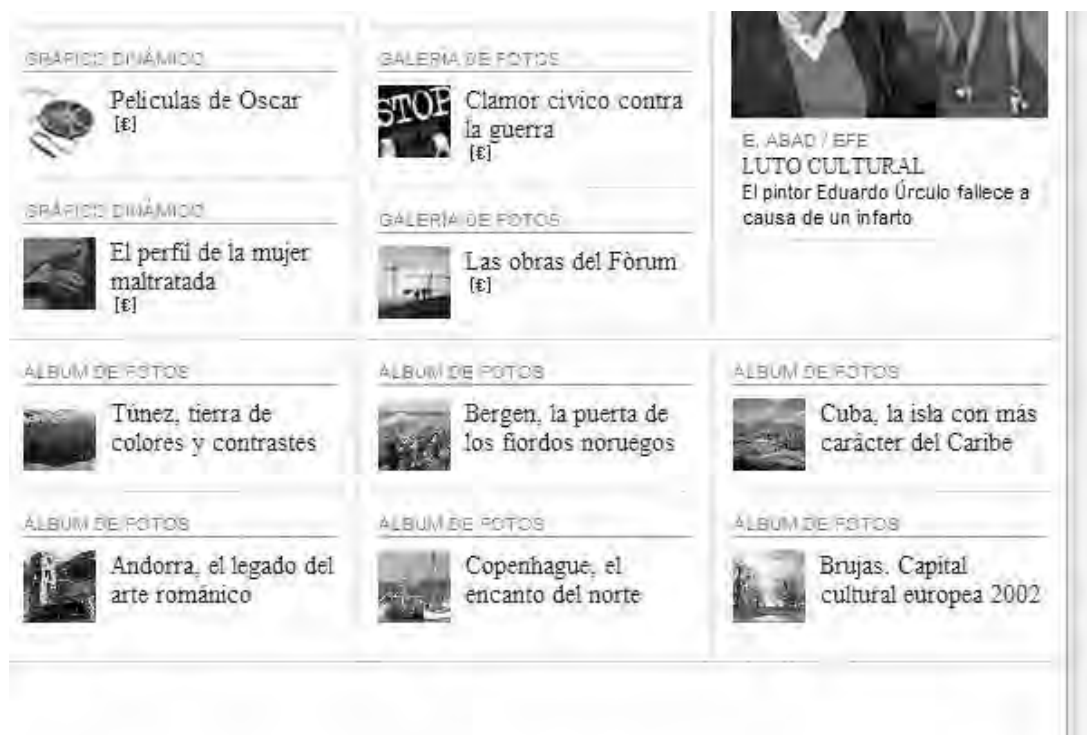 GRÁFICO DINÁMICO
Peliculas de Oscar
[€]
GRÁFICO DINÁMICO
El perfil de la mujer
maltratada
[€]
GALERÍA DE FOTOS
STOP
Clamor civico contra
la guerra
[€]
GALERÍA DE FOTOS
Las obras del Fòrum
[€]
E. ABAD / EFE
LUTO CULTURAL
El pintor Eduardo Úrculo fallece a
causa de un infarto
ÁLBUM DE FOTOS
Túnez, tierra de
colores y contrastes
ÁLBUM DE FOTOS
Bergen, la puerta de
los fiordos noruegos
ÁLBUM DE FOTOS
Cuba, la isla con más
carácter del Caribe
ÁLBUM DE FOTOS
Andorra, el legado del
arte románico
ÁLBUM DE FOTOS
Copenhague, el
encanto del norte
ÁLBUM DE FOTOS
Brujas. Capital
cultural europea 2002